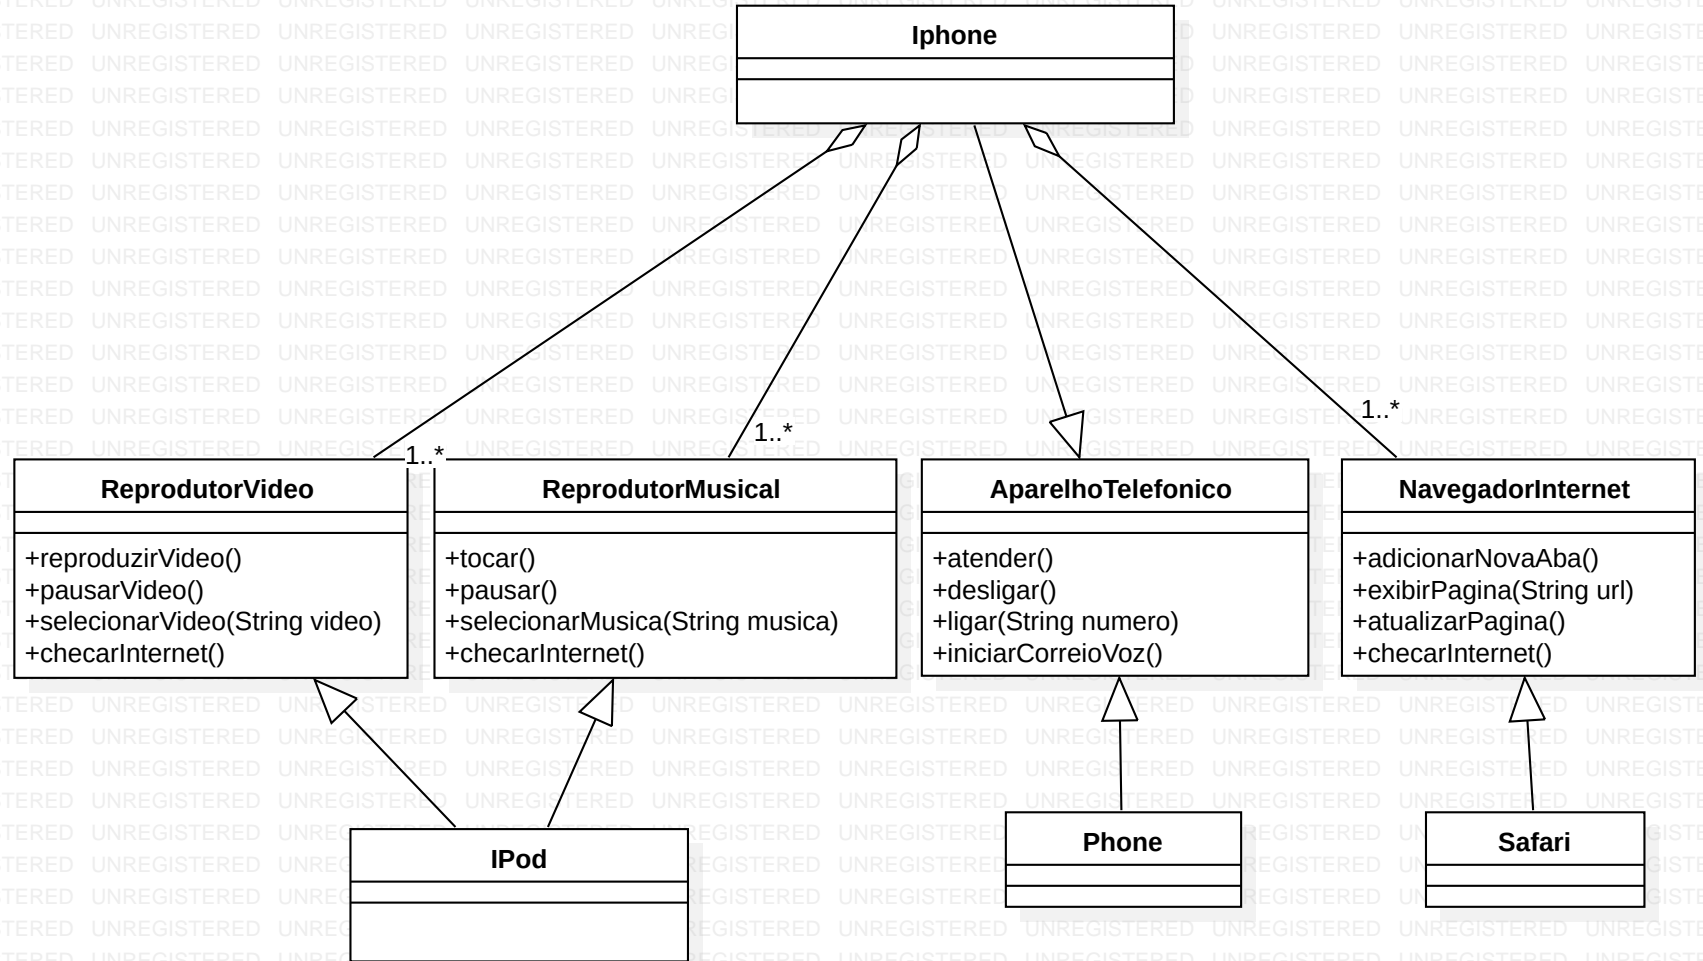 Iphone
1..*
1..*
1..*
ReprodutorVideo
+reproduzirVideo()
+pausarVideo()
+selecionarVideo(String video)
+checarInternet()
ReprodutorMusical
+tocar()
+pausar()
+selecionarMusica(String musica)
+checarInternet()
AparelhoTelefonico
+atender()
+desligar()
+ligar(String numero)
+iniciarCorreioVoz()
NavegadorInternet
+adicionarNovaAba()
+exibirPagina(String url)
+atualizarPagina()
+checarInternet()
IPod
Phone
Safari
UNREGISTERED